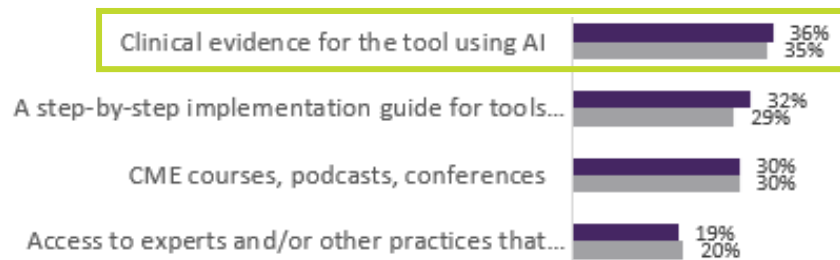 Clinical evidence for the tool using AI
36%
35%
A step-by-step implementation guide for tools...
32%
29%
CME courses, podcasts, conferences
30%
30%
Access to experts and/or other practices that...
19%
20%